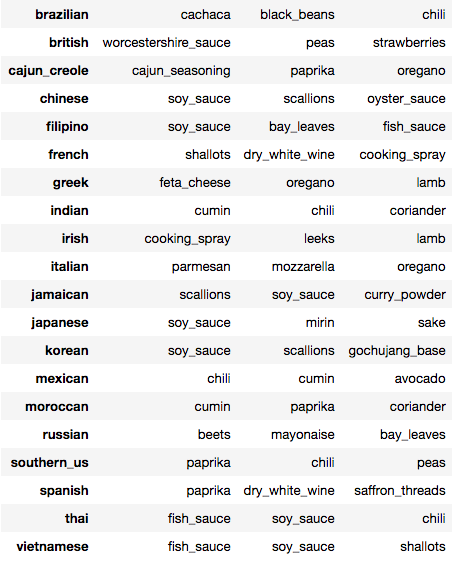 brazilian cachaca black_beans chili
british worcestershire_sauce peas strawberries
cajun_creole cajun_seasoning paprika oregano
chinese soy_sauce scallions oyster_sauce
filipino soy_sauce bay_leaves fish_sauce
french shallots dry_white_wine cooking_spray
greek feta_cheese oregano lamb
indian cumin chili coriander
irish cooking_spray leeks lamb
italian parmesan mozzarella oregano
jamaican scallions soy_sauce curry_powder
japanese soy_sauce mirin sake
korean soy_sauce scallions gochujang_base
mexican chili cumin avocado
moroccan cumin paprika coriander
russian beets mayonaise bay_leaves
southern_us paprika chili peas
spanish paprika dry_white_wine saffron_threads
thai fish_sauce soy_sauce chili
vietnamese fish_sauce soy_sauce shallots